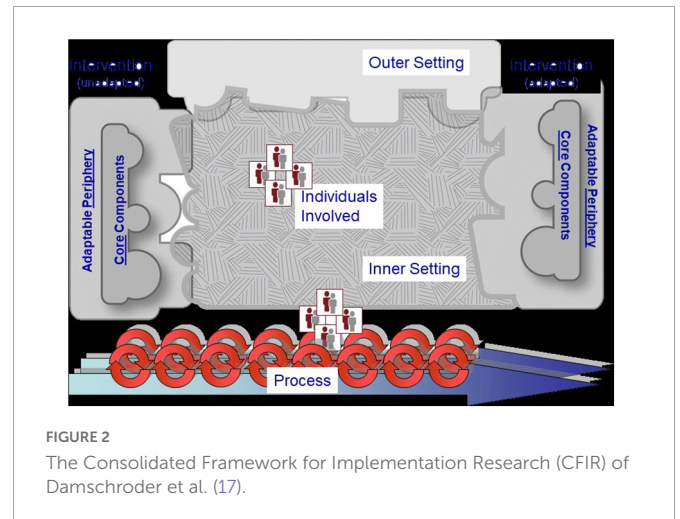 Outer Setting
Intervention
(unadapted)
Intervention
(adapted)
Adaptable Periphery
Core Components
Individuals
Involved
Core Components
Adaptable Periphery
Inner Setting
Process
FIGURE 2
The Consolidated Framework for Implementation Research (CFIR) of
Damschroder et al. (17).